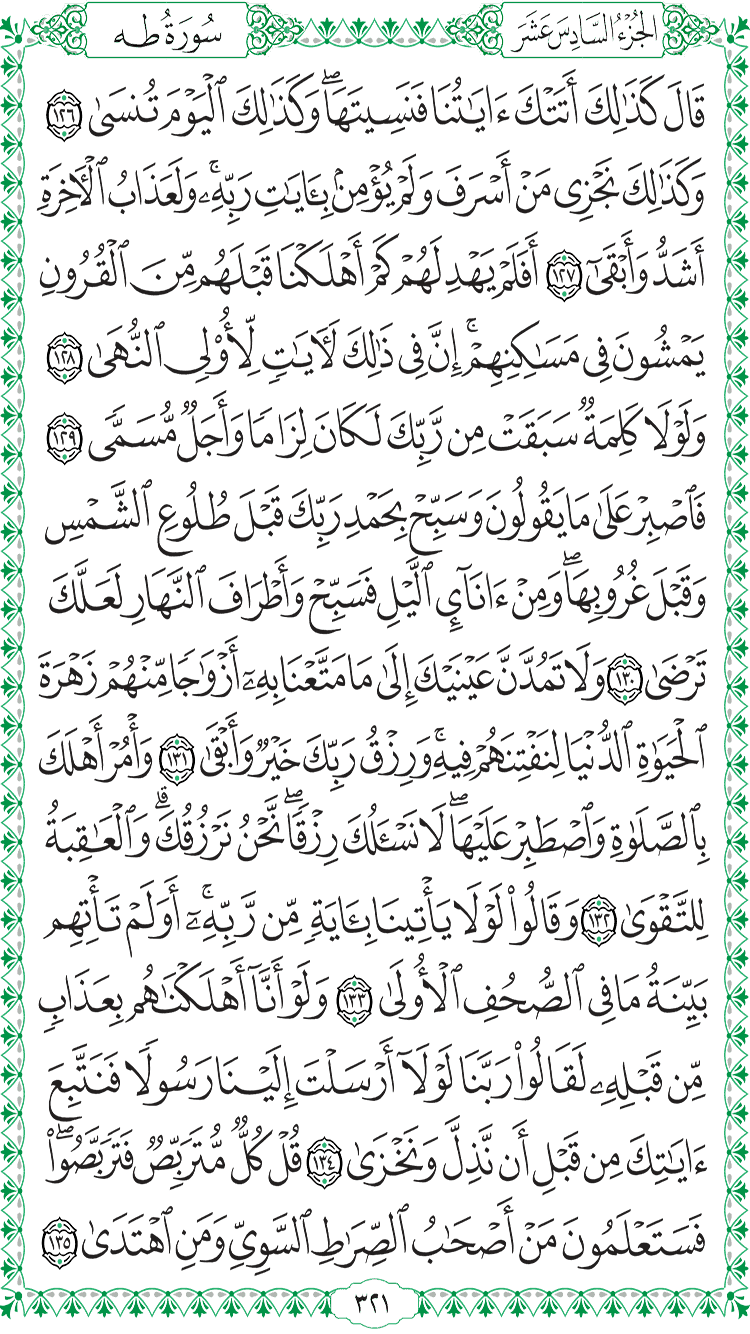 الجُزْءُ السَّادِسَ عَشَرَ
سُورَةُ طه
قَالَ كَذَٰلِكَ أَتَتْكَ ءَايَٰتُنَا فَنَسِيتَهَاۖ وَكَذَٰلِكَ ٱلْيَوْمَ تُنسَىٰ ١٢٦
وَكَذَٰلِكَ نَجْزِى مَنْ أَسْرَفَ وَلَمْ يُؤْمِنۢ بِـَٔايَٰتِ رَبِّهِۦۚ وَلَعَذَابُ ٱلْأَخِرَةِ
أَشَدُّ وَأَبْقَىٰٓ ١٢٧ أَفَلَمْ يَهْدِ لَهُمْ كَمْ أَهْلَكْنَا قَبْلَهُم مِّنَ ٱلْقُرُونِ
يَمْشُونَ فِى مَسَٰكِنِهِمْۚ إِنَّ فِى ذَٰلِكَ لَأَيَٰتٍ لِّأُو۟لِى ٱلنُّهَىٰ ١٢٨
وَلَوْلَا كَلِمَةٌ سَبَقَتْ مِن رَّبِّكَ لَكَانَ لِزَامًا وَأَجَلٌ مُّسَمًّى ١٢٩
فَٱصْبِرْ عَلَىٰ مَا يَقُولُونَ وَسَبِّحْ بِحَمْدِ رَبِّكَ قَبْلَ طُلُوعِ ٱلشَّمْسِ
وَقَبْلَ غُرُوبِهَاۖ وَمِنْ ءَانَآئِ ٱلَّيْلِ فَسَبِّحْ وَأَطْرَافَ ٱلنَّهَارِ لَعَلَّكَ
تَرْضَىٰ ١٣٠ وَلَا تَمُدَّنَّ عَيْنَيْكَ إِلَىٰ مَا مَتَّعْنَا بِهِۦٓ أَزْوَٰجًا مِّنْهُمْ زَهْرَةَ
ٱلْحَيَوٰةِ ٱلدُّنْيَا لِنَفْتِنَهُمْ فِيهِۚ وَرِزْقُ رَبِّكَ خَيْرٌ وَأَبْقَىٰ ١٣١ وَأْمُرْ أَهْلَكَ
بِٱلصَّلَوٰةِ وَٱصْطَبِرْ عَلَيْهَاۖ لَا نَسْـَٔلُكَ رِزْقًاۖ نَّحْنُ نَرْزُقُكَۗ وَٱلْعَٰقِبَةُ
لِلتَّقْوَىٰ ١٣٢ وَقَالُوا۟ لَوْلَا يَأْتِينَا بِـَٔايَةٍ مِّن رَّبِّهِۦٓۚ أَوَلَمْ تَأْتِهِم
بَيِّنَةُ مَا فِى ٱلصُّحُفِ ٱلْأُولَىٰ ١٣٣ وَلَوْ أَنَّآ أَهْلَكْنَٰهُم بِعَذَابٍ
مِّن قَبْلِهِۦ لَقَالُوا۟ رَبَّنَا لَوْلَآ أَرْسَلْتَ إِلَيْنَا رَسُولًا فَنَتَّبِعَ
ءَايَٰتِكَ مِن قَبْلِ أَن نَّذِلَّ وَنَخْزَىٰ ١٣٤ قُلْ كُلٌّ مُّتَرَبِّصٌ فَتَرَبَّصُوا۟ۖ
فَسَتَعْلَمُونَ مَنْ أَصْحَٰبُ ٱلصِّرَٰطِ ٱلسَّوِىِّ وَمَنِ ٱهْتَدَىٰ ١٣٥
٣٢١